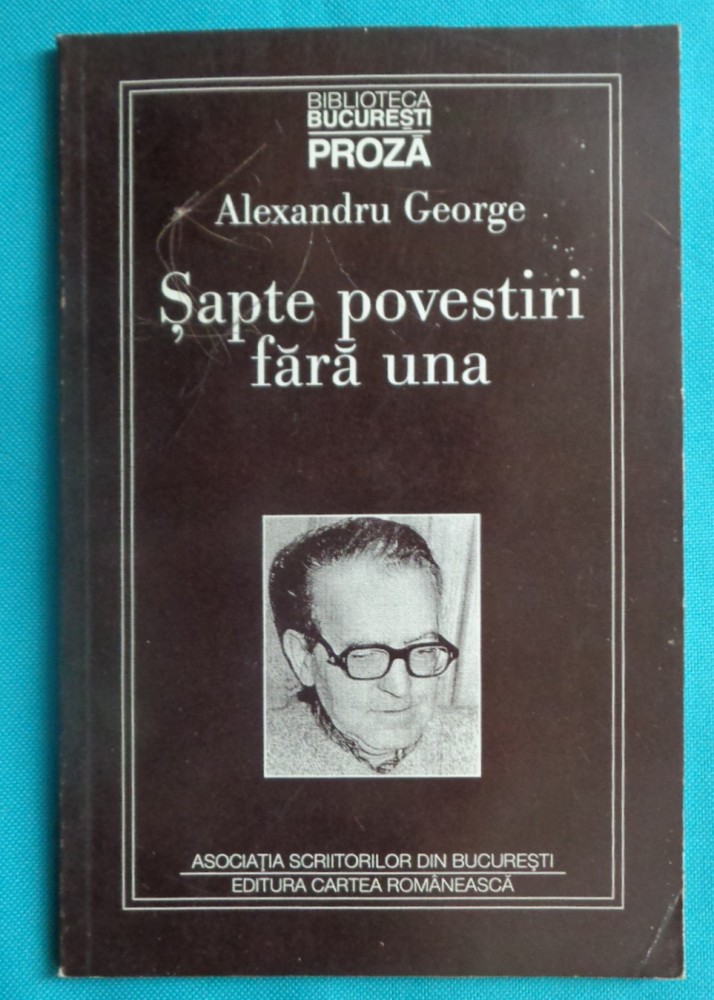 BIBLIOTECA
BUCUREȘTI
PROZĂ
Alexandru George
Șapte povestiri
fără una
ASOCIAȚIA SCRIITORILOR DIN BUCUREȘTI
EDITURA CARTEA ROMÂNEASCĂ